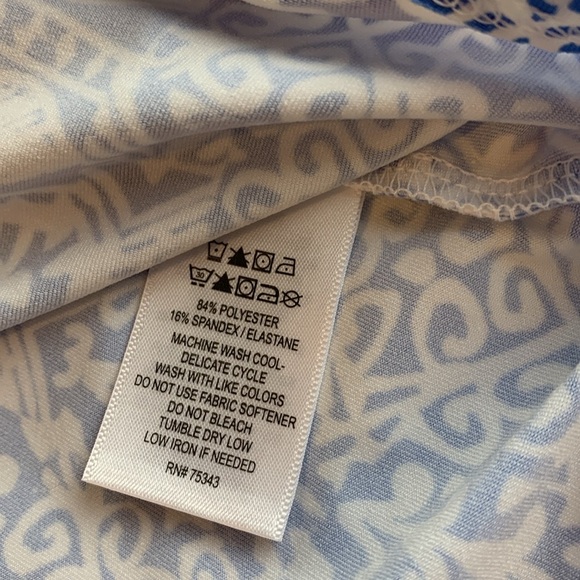 30
84% POLYESTER
16% SPANDEX / ELASTANE
MACHINE WASH COOL-
DELICATE CYCLE
WASH WITH LIKE COLORS
DO NOT USE FABRIC SOFTENER
DO NOT BLEACH
TUMBLE DRY LOW
LOW IRON IF NEEDED
RN# 75343